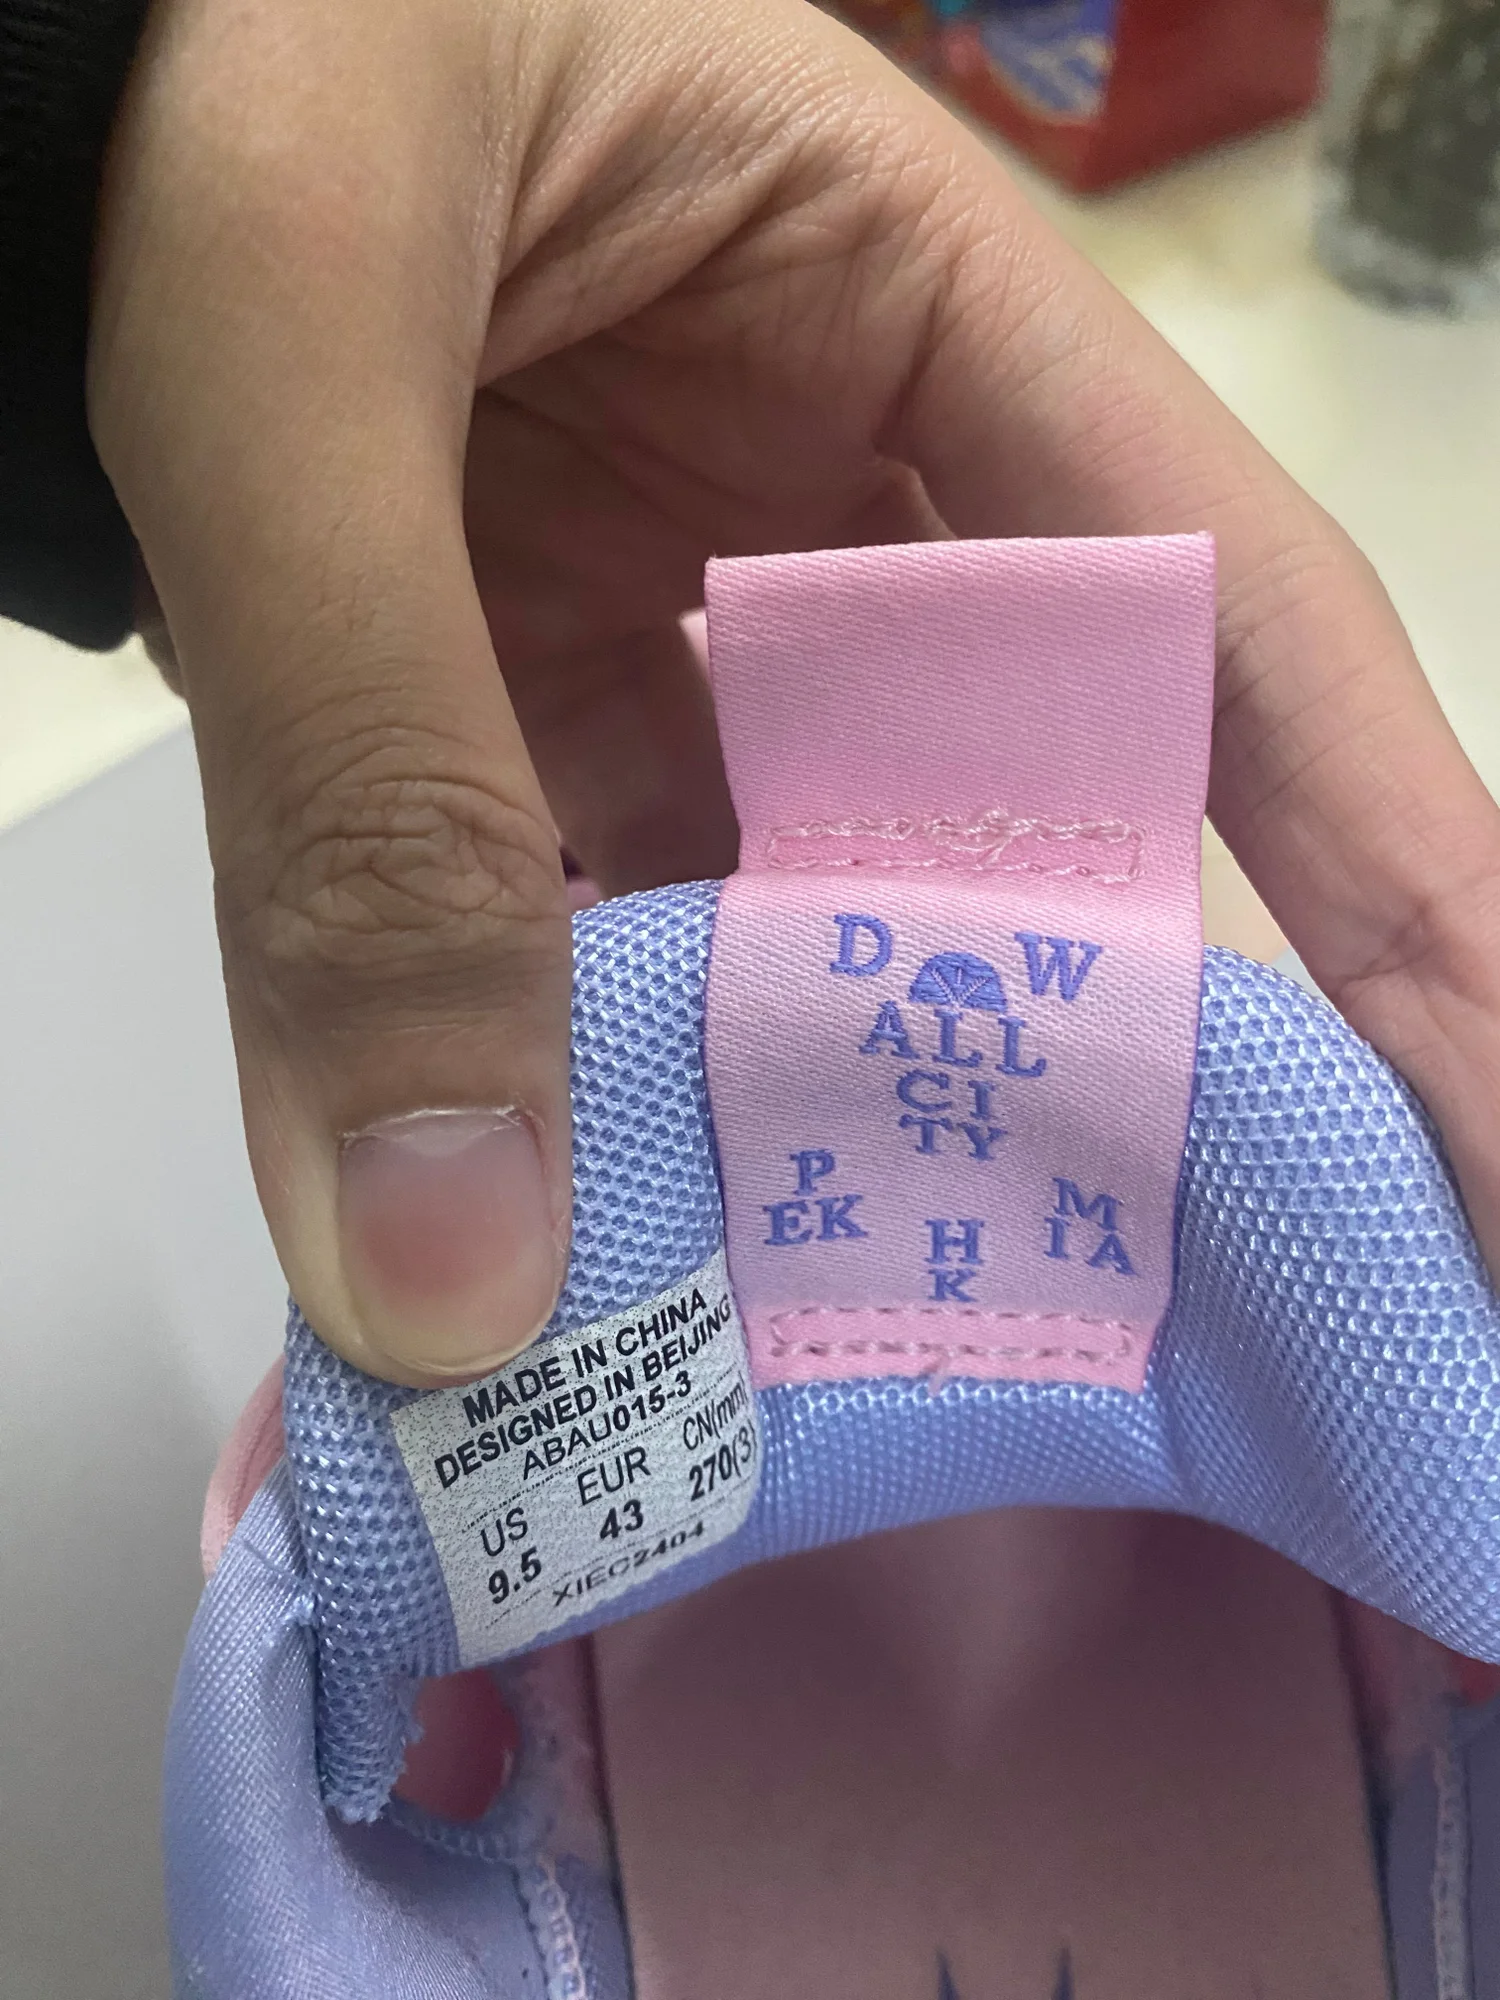 D W
ALL
CI
TY
P
EK
H
K
M
IA
MADE IN CHINA
DESIGNED IN BEIJING
ABAU015-3
US EUR CN(mm)
9.5 43 270(3)
XIEC2404